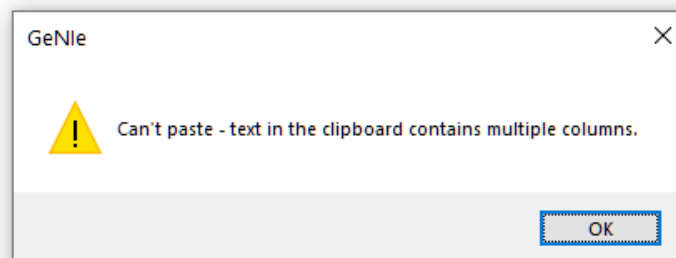 GeNIe
Can't paste - text in the clipboard contains multiple columns.
OK